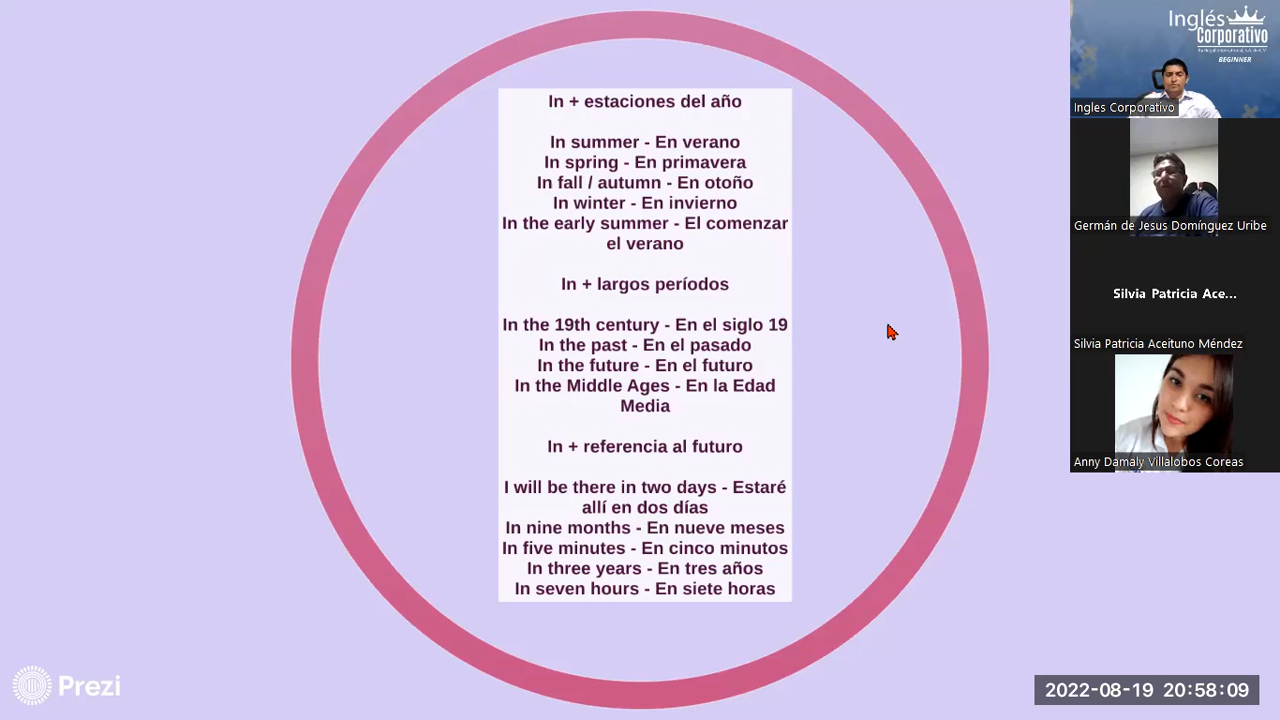 In + estaciones del año
In summer - En verano
In spring - En primavera
In fall / autumn - En otoño
In winter - En invierno
In the early summer - El comenzar
el verano
In + largos períodos
In the 19th century - En el siglo 19
In the past - En el pasado
In the future - En el futuro
In the Middle Ages - En la Edad
Media
In + referencia al futuro
I will be there in two days - Estaré
allí en dos días
In nine months - En nueve meses
In five minutes - En cinco minutos
In three years - En tres años
In seven hours - En siete horas
Inglés
Corporativo
BEGINNER
Ingles Corporativo
Germán de Jesus Domínguez Uribe
Silvia Patricia Ace...
Silvia Patricia Aceituno Méndez
Anny Damaly Villalobos Coreas
Prezi
2022-08-19 20:58:09